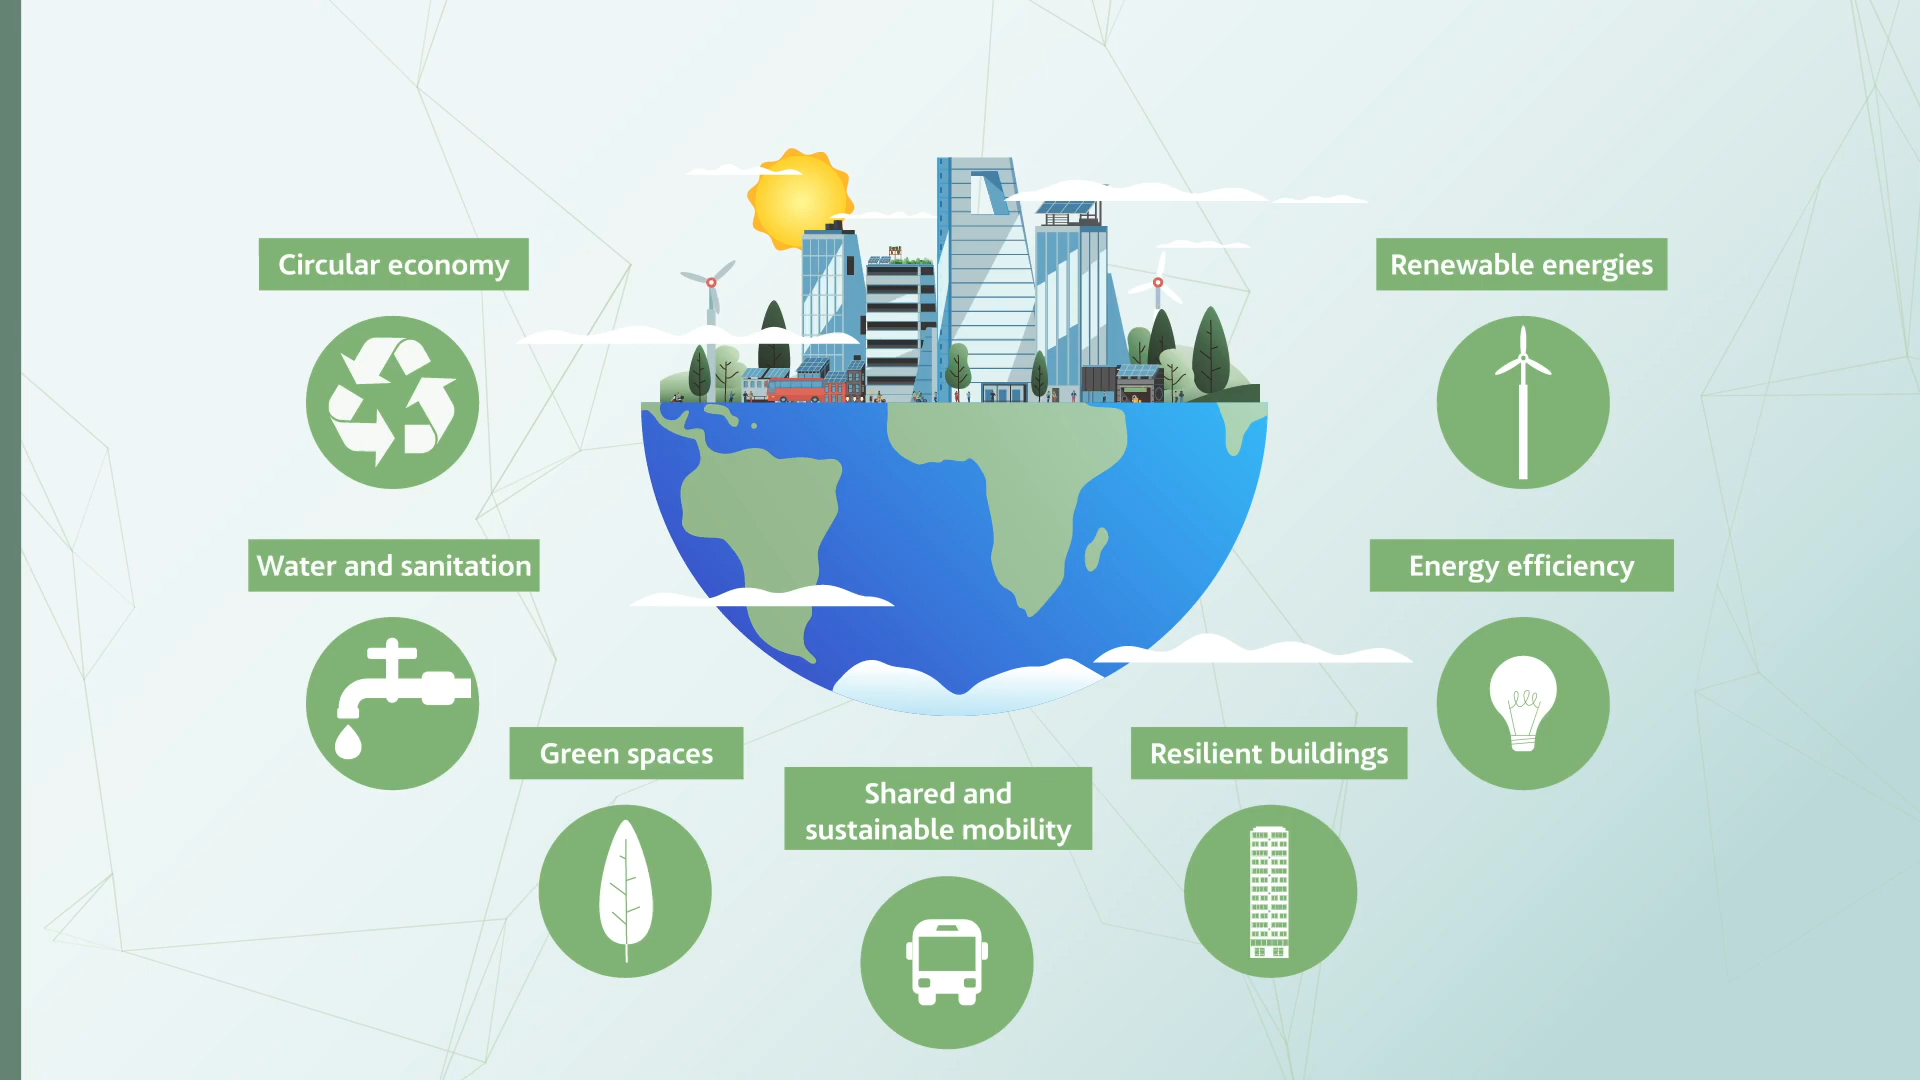 Circular economy
Renewable energies
Water and sanitation
Energy efficiency
Green spaces
Shared and
sustainable mobility
Resilient buildings